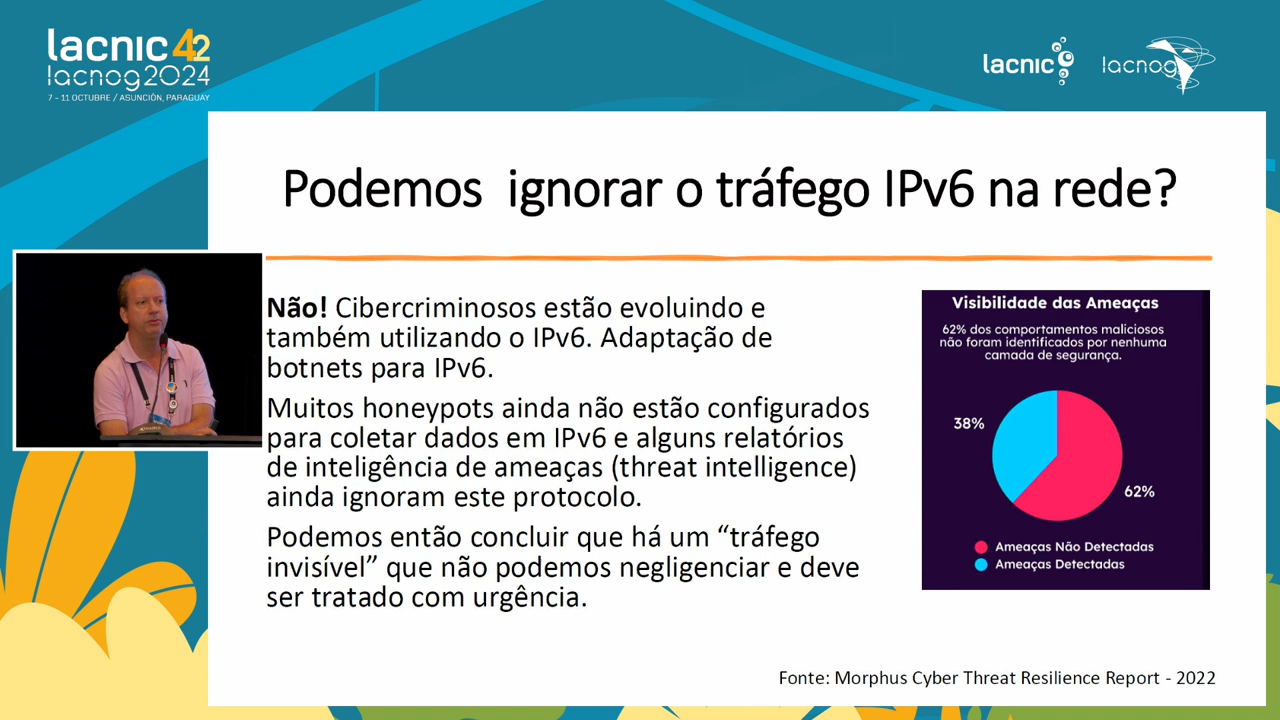 lacnic 42
lacnog2024
7 - 11 OCTUBRE / ASUNCIÓN, PARAGUAY
lacnic
lacnog
Podemos ignorar o tráfego IPv6 na rede?
Não! Cibercriminosos estão evoluindo e
também utilizando o IPv6. Adaptação de
botnets para IPv6.
Muitos honeypots ainda não estão configurados
para coletar dados em IPv6 e alguns relatórios
de inteligência de ameaças (threat intelligence)
ainda ignoram este protocolo.
Podemos então concluir que há um “tráfego
invisível” que não podemos negligenciar e deve
ser tratado com urgência.
Visibilidade das Ameaças
62% dos comportamentos maliciosos
não foram identificados por nenhuma
camada de segurança.
38%
62%
Ameaças Não Detectadas
Ameaças Detectadas
Fonte: Morphus Cyber Threat Resilience Report - 2022